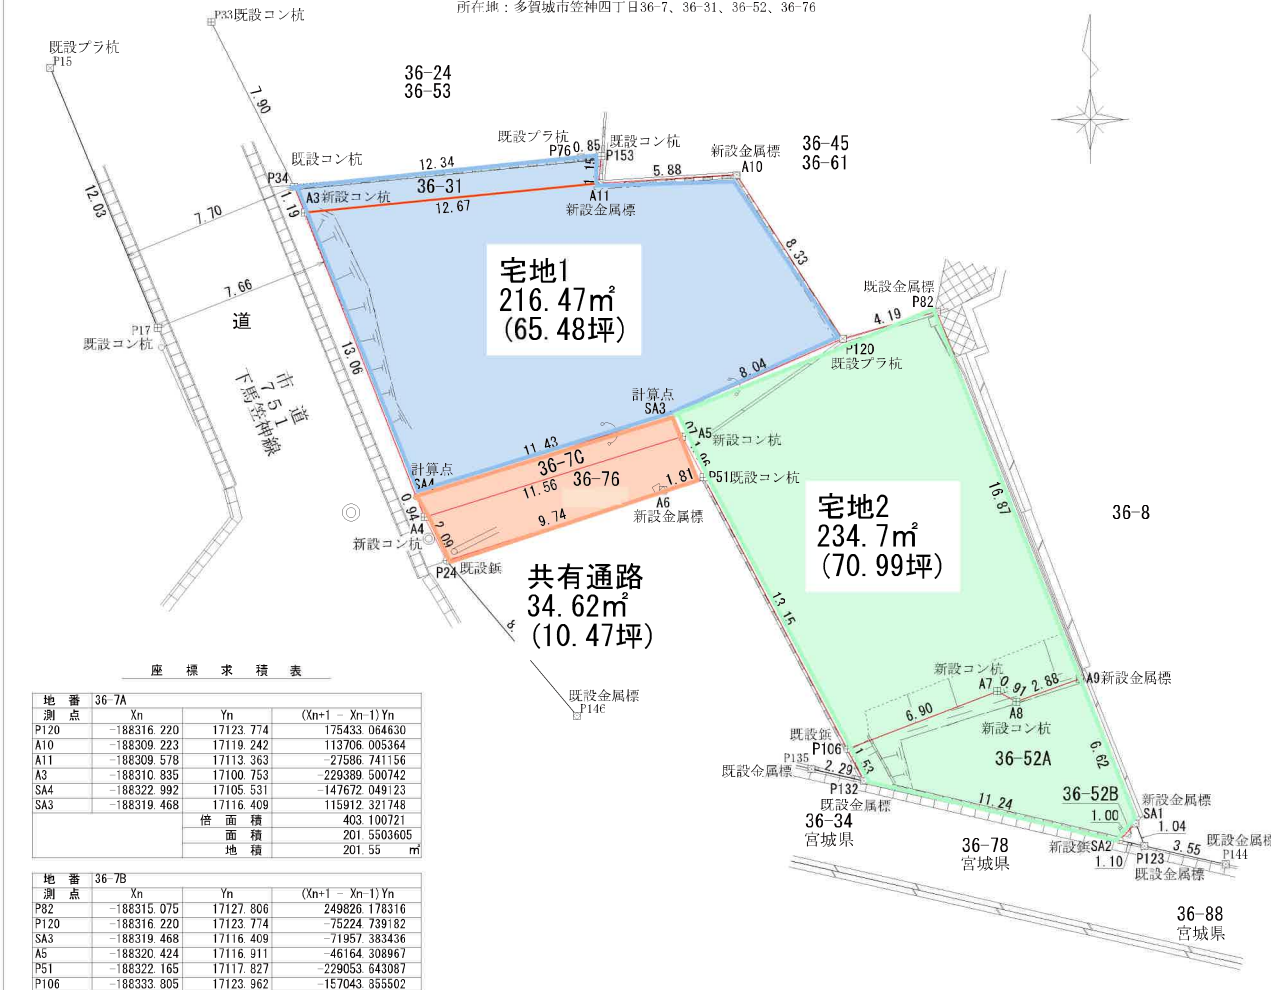 所在地：多賀城市笠神四丁目36-7、36-31、36-52、36-76
P33既設コン杭
既設プラ杭
P15
7.90
36-24
36-53
既設プラ杭
P76
0.85
既設コン杭
P153
36-45
36-61
新設金属標
A10
5.88
既設コン杭
P34
12.34
1.15
36-31
A3新設コン杭
1.19
12.67
A11
新設金属標
12.03
7.70
7.66
8.33
宅地1
216.47㎡
(65.48坪)
既設金属標
P82
4.19
P120
既設プラ杭
P17
既設コン杭
道
市道
751
下馬笠神線
13.06
8.04
計算点
SA3
A5新設コン杭
07
1.96
11.43
計算点
SA4
36-7C
36-76
11.56
1.81
P51既設コン杭
A6
新設金属標
9.74
0.94
A4
新設コン杭
2.09
P24既設鋲
宅地2
234.7㎡
(70.99坪)
16.87
36-8
共有通路
34.62㎡
(10.47坪)
8.
13.15
既設金属標
P146
新設コン杭
A7
0.91
2.88
A9新設金属標
A8
新設コン杭
6.90
既設鋲
P106
1.53
P135
既設金属標
2.29
P132
既設金属標
36-52A
6.62
11.24
36-52B
1.00
新設金属標
SA1
1.04
新設鋲SA2
1.10
P123
既設金属標
3.55
既設金属標
P144
36-34
宮城県
36-78
宮城県
36-88
宮城県
座標求積表
地番 36-7A
測点 Xn Yn (Xn+1 - Xn-1)Yn
P120 -188316.220 17123.774 175433.064630
A10 -188309.223 17119.242 113706.005364
A11 -188309.578 17113.363 -27586.741156
A3 -188310.835 17100.753 -229389.500742
SA4 -188322.992 17105.531 -147672.049123
SA3 -188319.468 17116.409 115912.321748
倍面積 403.100721
面積 201.5503605
地積 201.55 ㎡
地番 36-7B
測点 Xn Yn (Xn+1 - Xn-1)Yn
P82 -188315.075 17127.806 249826.178316
P120 -188316.220 17123.774 -75224.739182
SA3 -188319.468 17116.409 -71957.383436
A5 -188320.424 17116.911 -46164.308967
P51 -188322.165 17117.827 -229053.643087
P106 -188333.805 17123.962 -157043.855502